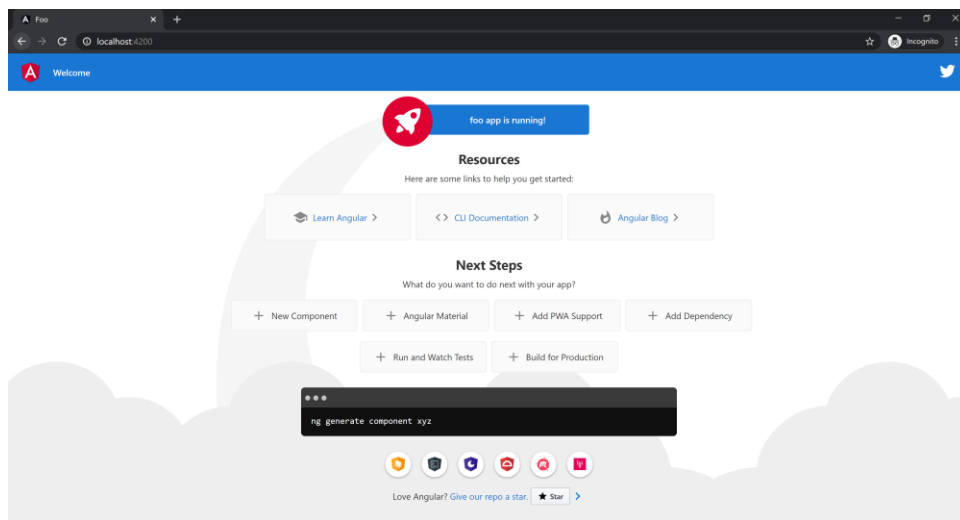 Foo
localhost:4200
Incognito
Welcome
foo app is running!
Resources
Here are some links to help you get started:
Learn Angular
CLI Documentation
Angular Blog
Next Steps
What do you want to do next with your app?
New Component
Angular Material
Add PWA Support
Add Dependency
Run and Watch Tests
Build for Production
ng generate component xyz
Love Angular? Give our repo a star. Star